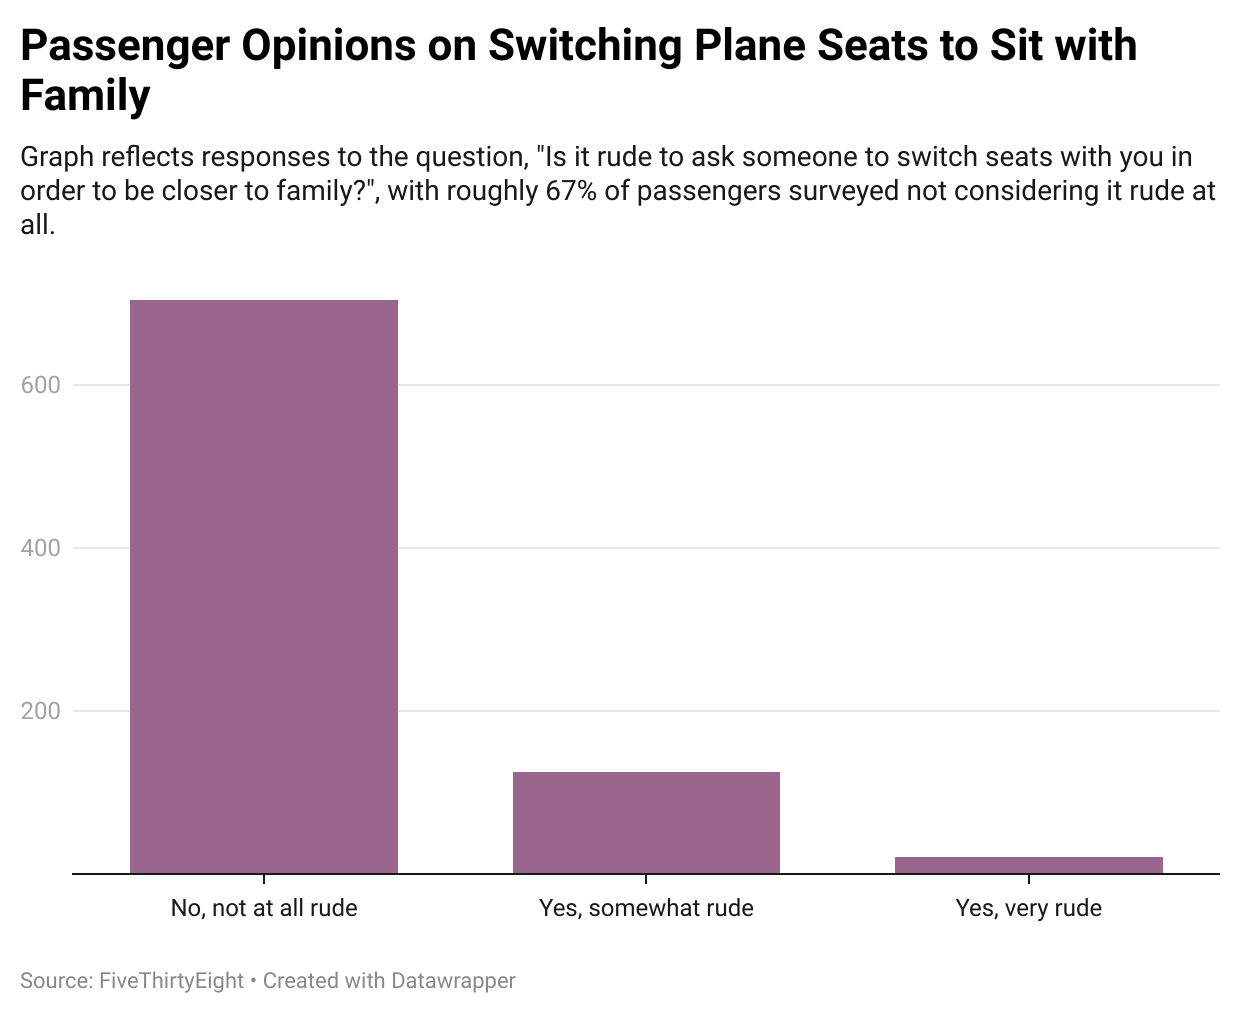 Passenger Opinions on Switching Plane Seats to Sit with
Family
Graph reflects responses to the question, "Is it rude to ask someone to switch seats with you in
order to be closer to family?", with roughly 67% of passengers surveyed not considering it rude at
all.
600
400
200
No, not at all rude
Yes, somewhat rude
Yes, very rude
Source: FiveThirtyEight • Created with Datawrapper